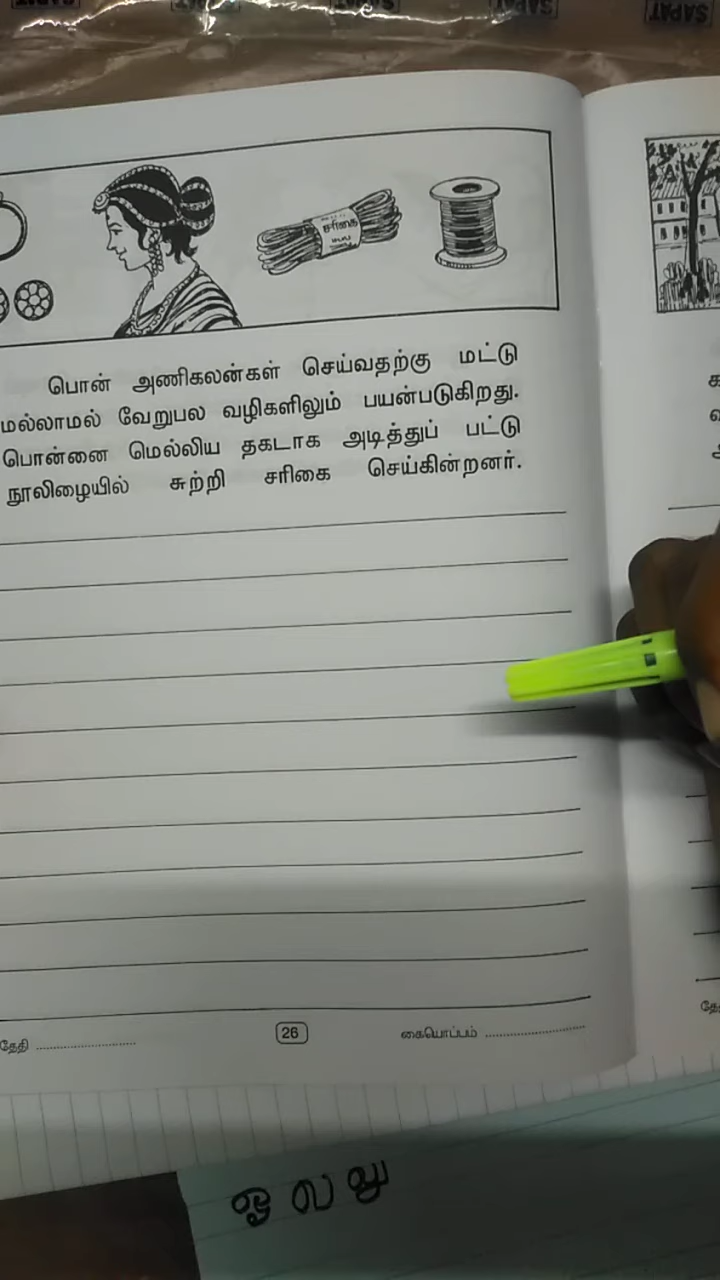 SAPAT
சரிகை
பொன் அணிகலன்கள் செய்வதற்கு மட்டு
மல்லாமல் வேறுபல வழிகளிலும் பயன்படுகிறது.
பொன்னை மெல்லிய தகடாக அடித்துப் பட்டு
நூலிழையில் சுற்றி சரிகை செய்கின்றனர்.
தேதி
26
கையொப்பம்
ஓ ல லு